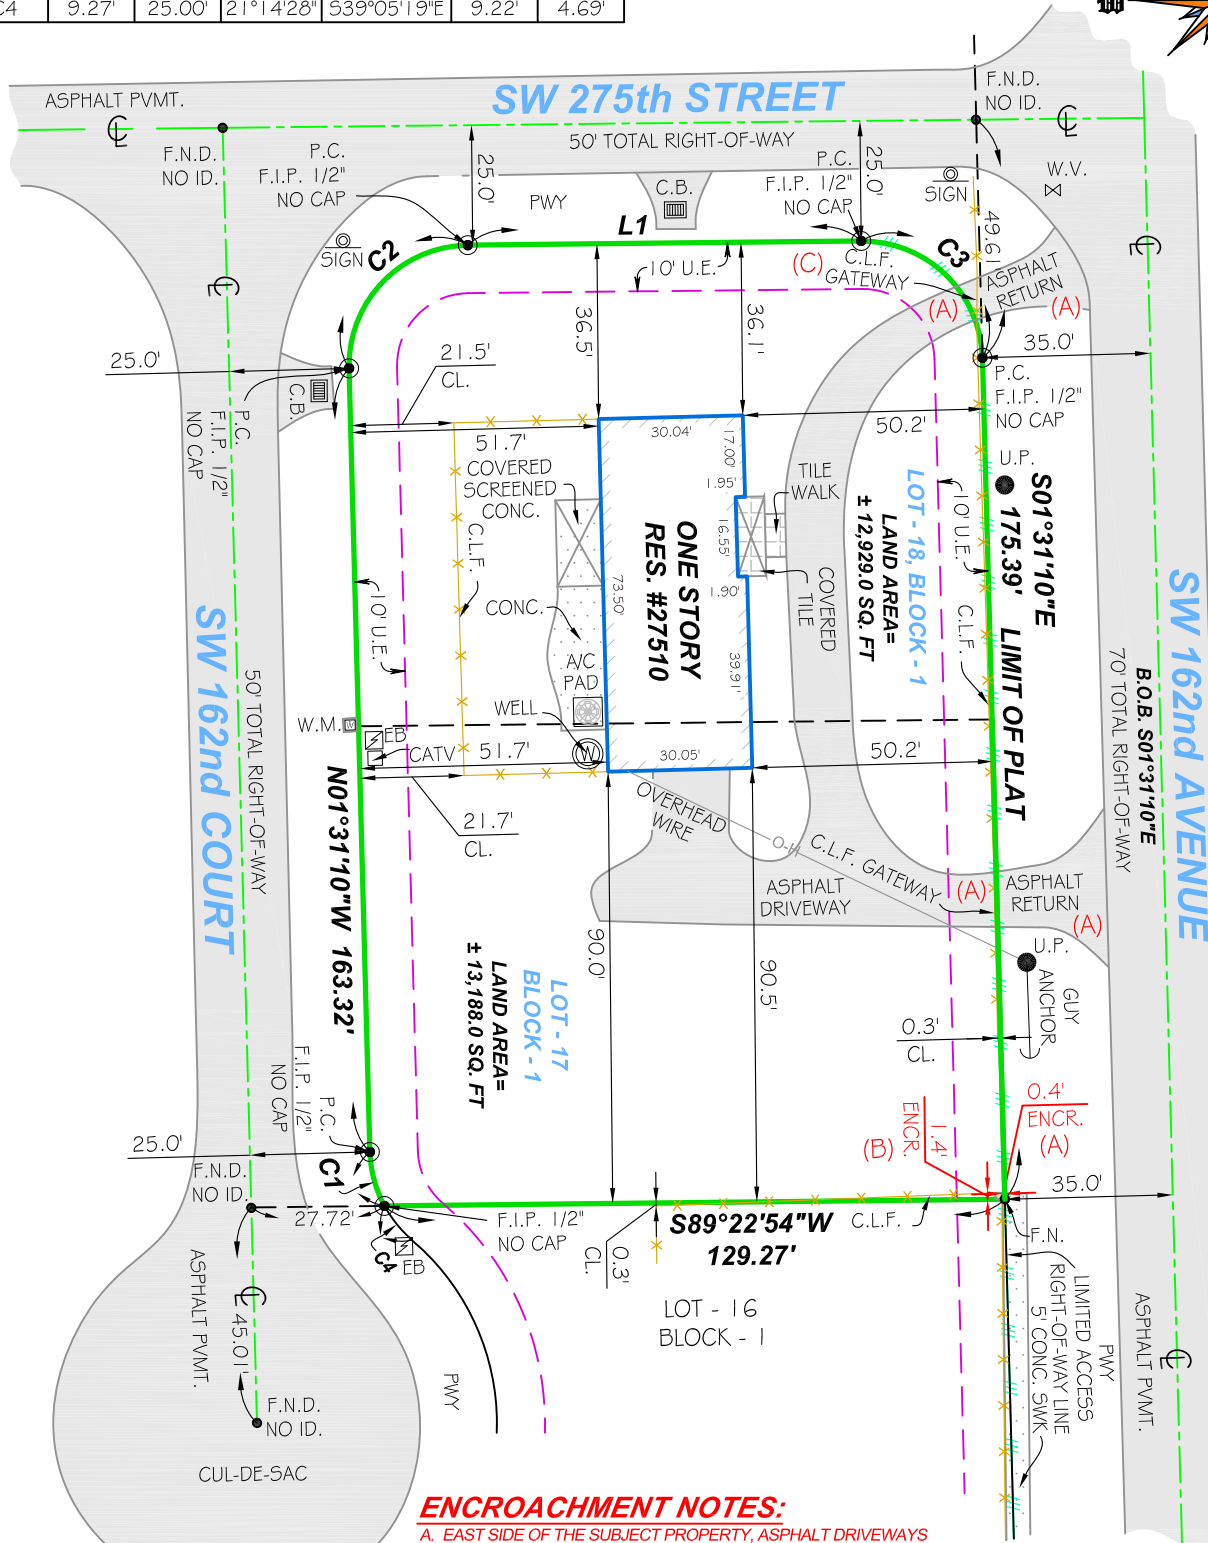 C4 9.27' 25.00' 21°14'28" S39°05'19"E 9.22' 4.69'
ASPHALT PVMT.
SW 275th STREET
50' TOTAL RIGHT-OF-WAY
F.N.D.
NO ID.
F.N.D.
NO ID.
P.C.
F.I.P. 1/2"
NO CAP
25.0'
PWY
C.B.
P.C.
F.I.P. 1/2"
NO CAP
25.0'
SIGN
W.V.
49.61'
SIGN
C2
L1
C3
10' U.E.
(C)
C.L.F.
GATEWAY
ASPHALT
RETURN
(A)
(A)
36.5'
36.1'
25.0'
C.B.
P.C.
F.I.P. 1/2"
NO CAP
21.5'
CL.
35.0'
P.C.
F.I.P. 1/2"
NO CAP
51.7'
30.04'
17.00'
50.2'
COVERED
SCREENED
CONC.
1.95'
TILE
WALK
U.P.
S01°31'10"E
175.39'
LIMIT OF PLAT
LOT - 18, BLOCK - 1
LAND AREA=
± 12,929.0 SQ. FT
10' U.E.
C.L.F.
C.L.F.
ONE STORY
RES. #27510
16.55'
73.50'
1.90'
39.91'
COVERED
TILE
CONC.
10' U.E.
A/C
PAD
WELL
W
SW 162nd COURT
50' TOTAL RIGHT-OF-WAY
SW 162nd AVENUE
B.O.B. S01°31'10"E
70' TOTAL RIGHT-OF-WAY
W.M.
EB
CATV
51.7'
30.05'
50.2'
21.7'
CL.
OVERHEAD
WIRE
O-H
C.L.F. GATEWAY
(A)
ASPHALT
RETURN
(A)
ASPHALT
DRIVEWAY
N01°31'10"W 163.32'
90.0'
90.5'
U.P.
GUY
ANCHOR
LOT - 17
BLOCK - 1
LAND AREA=
± 13,188.0 SQ. FT
0.3'
CL.
F.I.P. 1/2"
NO CAP
P.C.
0.4'
ENCR.
(A)
1.4'
ENCR.
(B)
25.0'
F.N.D.
NO ID.
C1
27.72'
F.I.P. 1/2"
NO CAP
C4
EB
0.3'
CL.
S89°22'54"W
129.27'
C.L.F.
35.0'
F.N.
LIMITED ACCESS
RIGHT-OF-WAY LINE
5' CONC. SWK
PWY
ASPHALT PVMT.
LOT - 16
BLOCK - 1
ASPHALT PVMT.
45.01'
F.N.D.
NO ID.
PWY
CUL-DE-SAC
ENCROACHMENT NOTES:
A. EAST SIDE OF THE SUBJECT PROPERTY, ASPHALT DRIVEWAYS